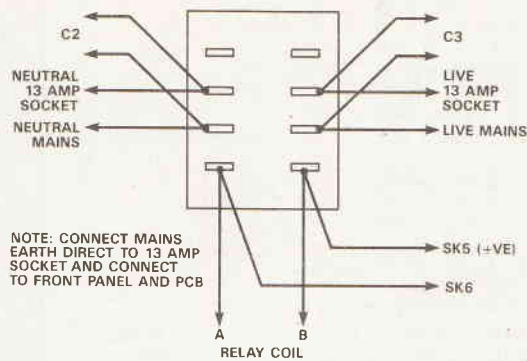 C2
C3
NEUTRAL
13 AMP
SOCKET
LIVE
13 AMP
SOCKET
NEUTRAL
MAINS
LIVE MAINS
NOTE: CONNECT MAINS
EARTH DIRECT TO 13 AMP
SOCKET AND CONNECT
TO FRONT PANEL AND PCB
SK5 (+VE)
SK6
A
B
RELAY COIL